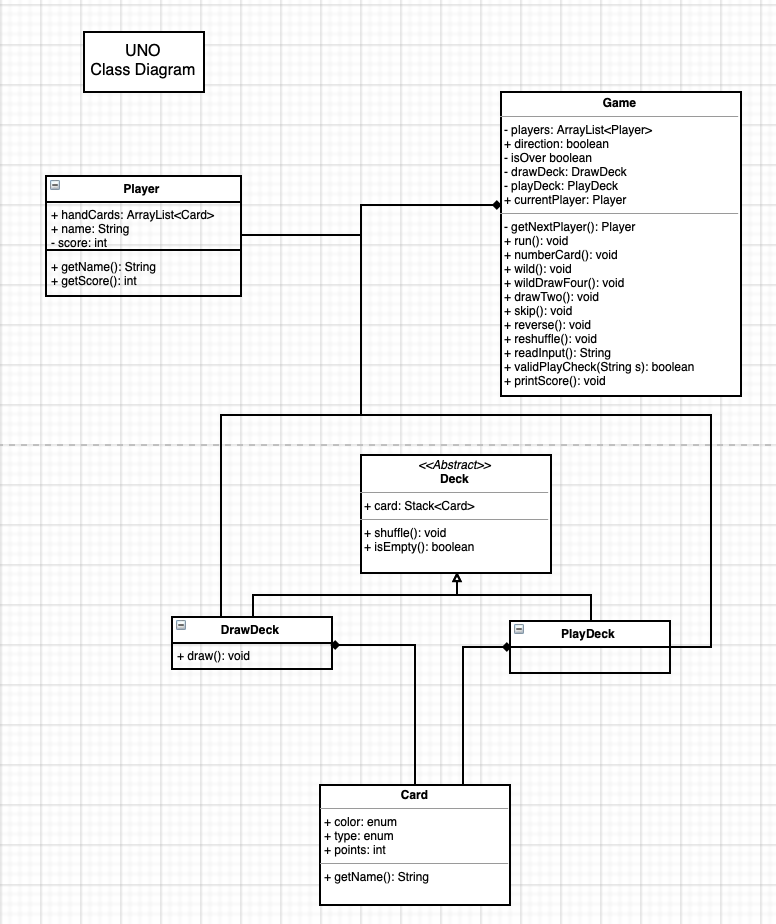 UNO
Class Diagram
Game
- players: ArrayList<Player>
+ direction: boolean
- isOver boolean
- drawDeck: DrawDeck
- playDeck: PlayDeck
+ currentPlayer: Player
- getNextPlayer(): Player
+ run(): void
+ numberCard(): void
+ wild(): void
+ wildDrawFour(): void
+ drawTwo(): void
+ skip(): void
+ reverse(): void
+ reshuffle(): void
+ readInput(): String
+ validPlayCheck(String s): boolean
+ printScore(): void
Player
+ handCards: ArrayList<Card>
+ name: String
- score: int
+ getName(): String
+ getScore(): int
<<Abstract>>
Deck
+ card: Stack<Card>
+ shuffle(): void
+ isEmpty(): boolean
DrawDeck
+ draw(): void
PlayDeck
Card
+ color: enum
+ type: enum
+ points: int
+ getName(): String